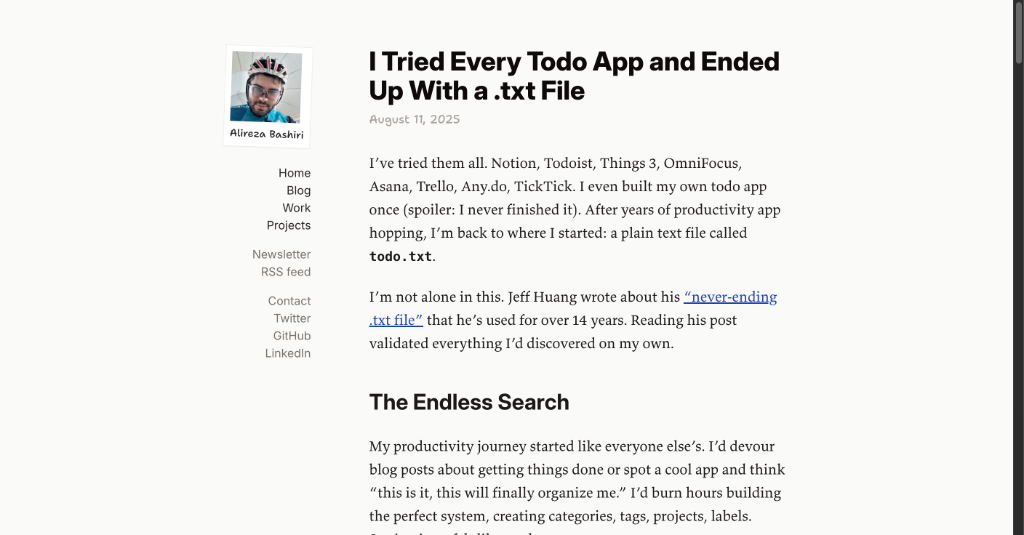 Alireza Bashiri
Home
Blog
Work
Projects
Newsletter
RSS feed
Contact
Twitter
GitHub
LinkedIn
I Tried Every Todo App and Ended
Up With a .txt File
August 11, 2025
I’ve tried them all. Notion, Todoist, Things 3, OmniFocus,
Asana, Trello, Any.do, TickTick. I even built my own todo app
once (spoiler: I never finished it). After years of productivity app
hopping, I’m back to where I started: a plain text file called
todo.txt.
I’m not alone in this. Jeff Huang wrote about his “never-ending
.txt file” that he’s used for over 14 years. Reading his post
validated everything I’d discovered on my own.
The Endless Search
My productivity journey started like everyone else’s. I’d devour
blog posts about getting things done or spot a cool app and think
“this is it, this will finally organize me.” I’d burn hours building
the perfect system, creating categories, tags, projects, labels.